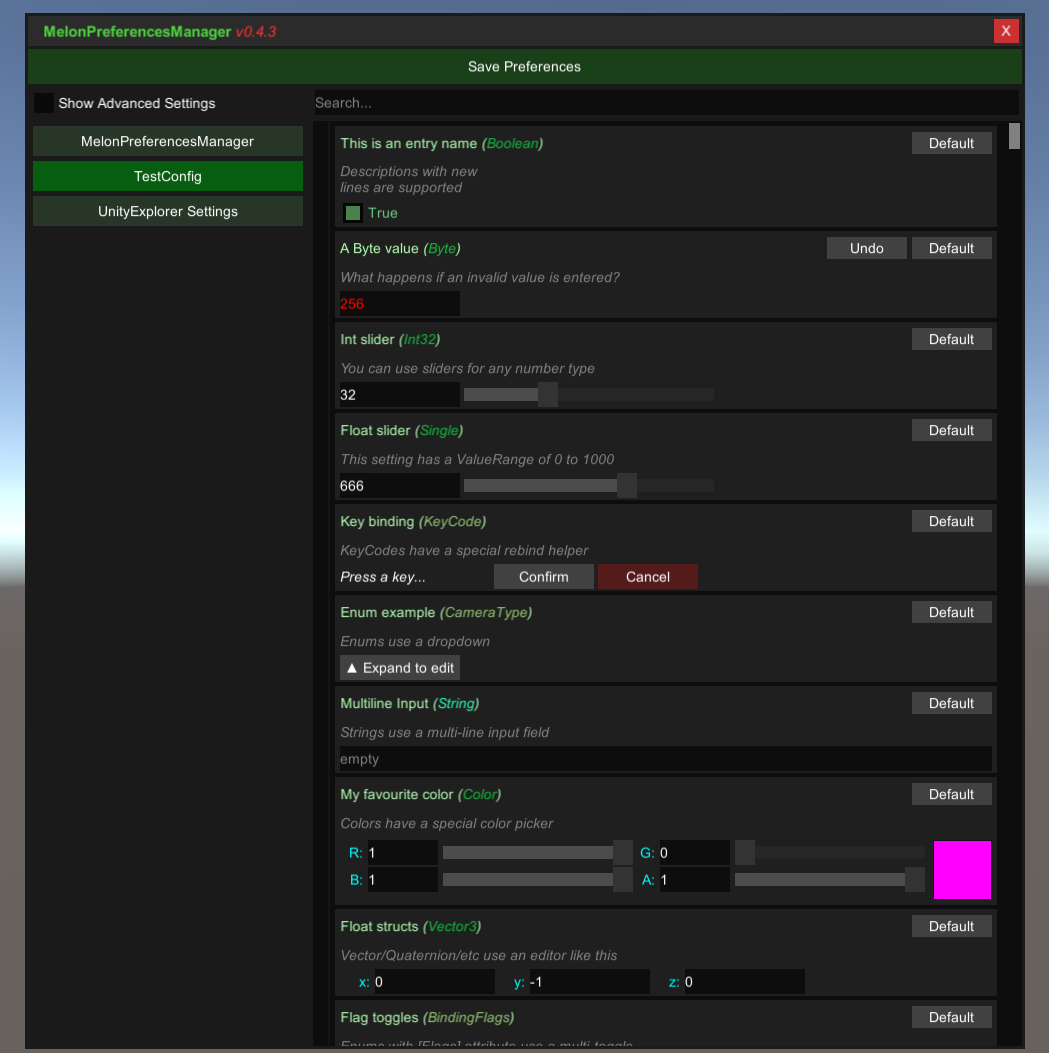 MelonPreferencesManager v0.4.3 X
Save Preferences
Show Advanced Settings
Search...
MelonPreferencesManager
TestConfig
UnityExplorer Settings
This is an entry name (Boolean) Default
Descriptions with new
lines are supported
True
A Byte value (Byte) Undo Default
What happens if an invalid value is entered?
256
Int slider (Int32) Default
You can use sliders for any number type
32
Float slider (Single) Default
This setting has a ValueRange of 0 to 1000
666
Key binding (KeyCode) Default
KeyCodes have a special rebind helper
Press a key... Confirm Cancel
Enum example (CameraType) Default
Enums use a dropdown
▲ Expand to edit
Multiline Input (String) Default
Strings use a multi-line input field
empty
My favourite color (Color) Default
Colors have a special color picker
R: 1 G: 0
B: 1 A: 1
Float structs (Vector3) Default
Vector/Quaternion/etc use an editor like this
x: 0 y: -1 z: 0
Flag toggles (BindingFlags) Default
Enums with [Flags] attribute use a multi-toggle